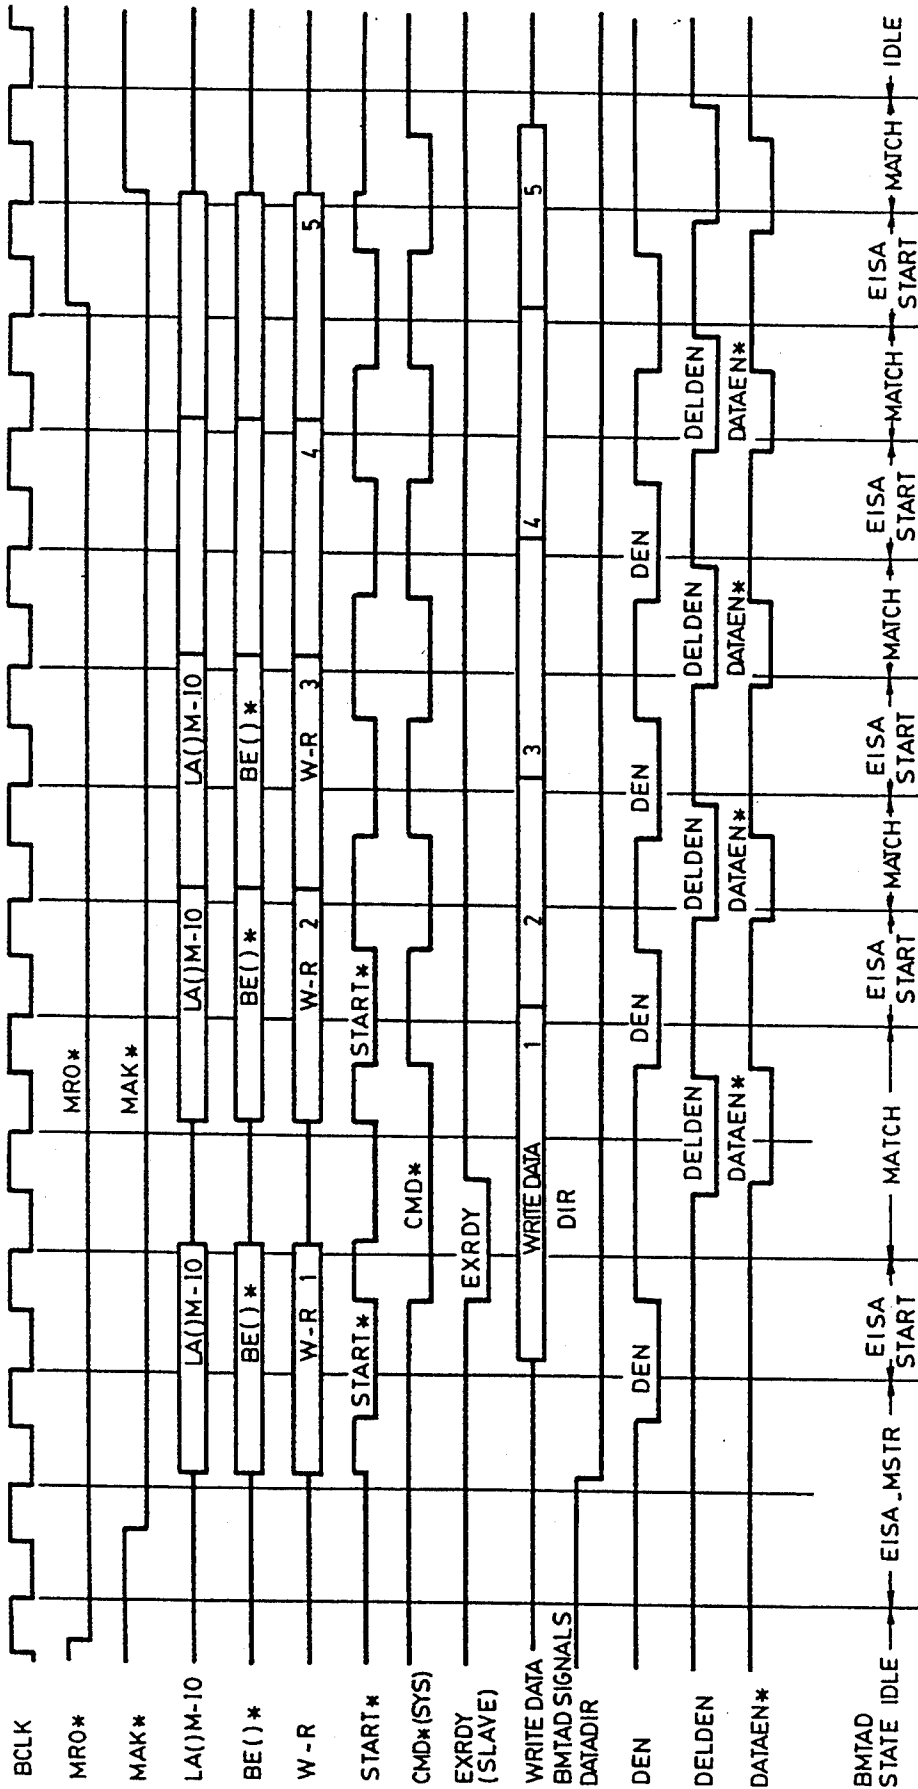 BCLK
MRO*
MRO*
MAK*
MAK*
LA()M-10
LA()M-10
LA()M-10
LA()M-10
BE()*
BE()*
BE()*
BE()*
W-R
W-R 1
W-R 2
W-R 3
4
5
START*
START*
START*
CMD*(SYS)
CMD*
EXRDY
(SLAVE)
EXRDY
WRITE DATA
WRITE DATA
1
2
3
4
5
BMTAD SIGNALS
DATADIR
DIR
DEN
DEN
DEN
DEN
DEN
DELDEN
DELDEN
DELDEN
DELDEN
DELDEN
DATAEN*
DATAEN*
DATAEN*
DATAEN*
DATAEN*
BMTAD
STATE IDLE
EISA_MSTR
EISA
START
MATCH
EISA
START
MATCH
EISA
START
MATCH
EISA
START
MATCH
EISA
START
MATCH
IDLE